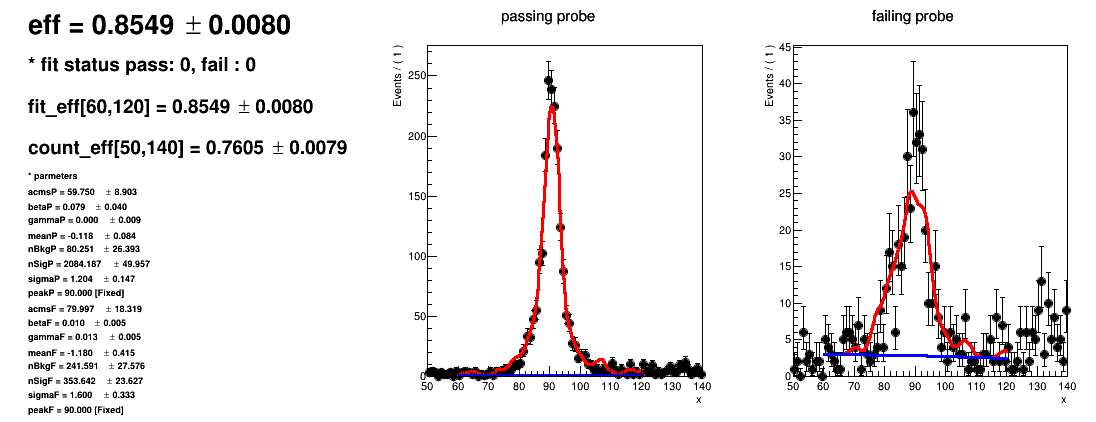 eff = 0.8549 ± 0.0080
* fit status pass: 0, fail : 0
fit_eff[60,120] = 0.8549 ± 0.0080
count_eff[50,140] = 0.7605 ± 0.0079
* parmeters
acmsP = 59.750 ± 8.903
betaP = 0.079 ± 0.040
gammaP = 0.000 ± 0.009
meanP = -0.118 ± 0.084
nBkgP = 80.251 ± 26.393
nSigP = 2084.187 ± 49.957
sigmaP = 1.204 ± 0.147
peakP = 90.000 [Fixed]
acmsF = 79.997 ± 18.319
betaF = 0.010 ± 0.005
gammaF = 0.013 ± 0.005
meanF = -1.180 ± 0.415
nBkgF = 241.591 ± 27.576
nSigF = 353.642 ± 23.627
sigmaF = 1.600 ± 0.333
peakF = 90.000 [Fixed]
passing probe
Events / ( 1 )
250
200
150
100
50
0
50 60 70 80 90 100 110 120 130 140
x
failing probe
Events / ( 1 )
45
40
35
30
25
20
15
10
5
0
50 60 70 80 90 100 110 120 130 140
x